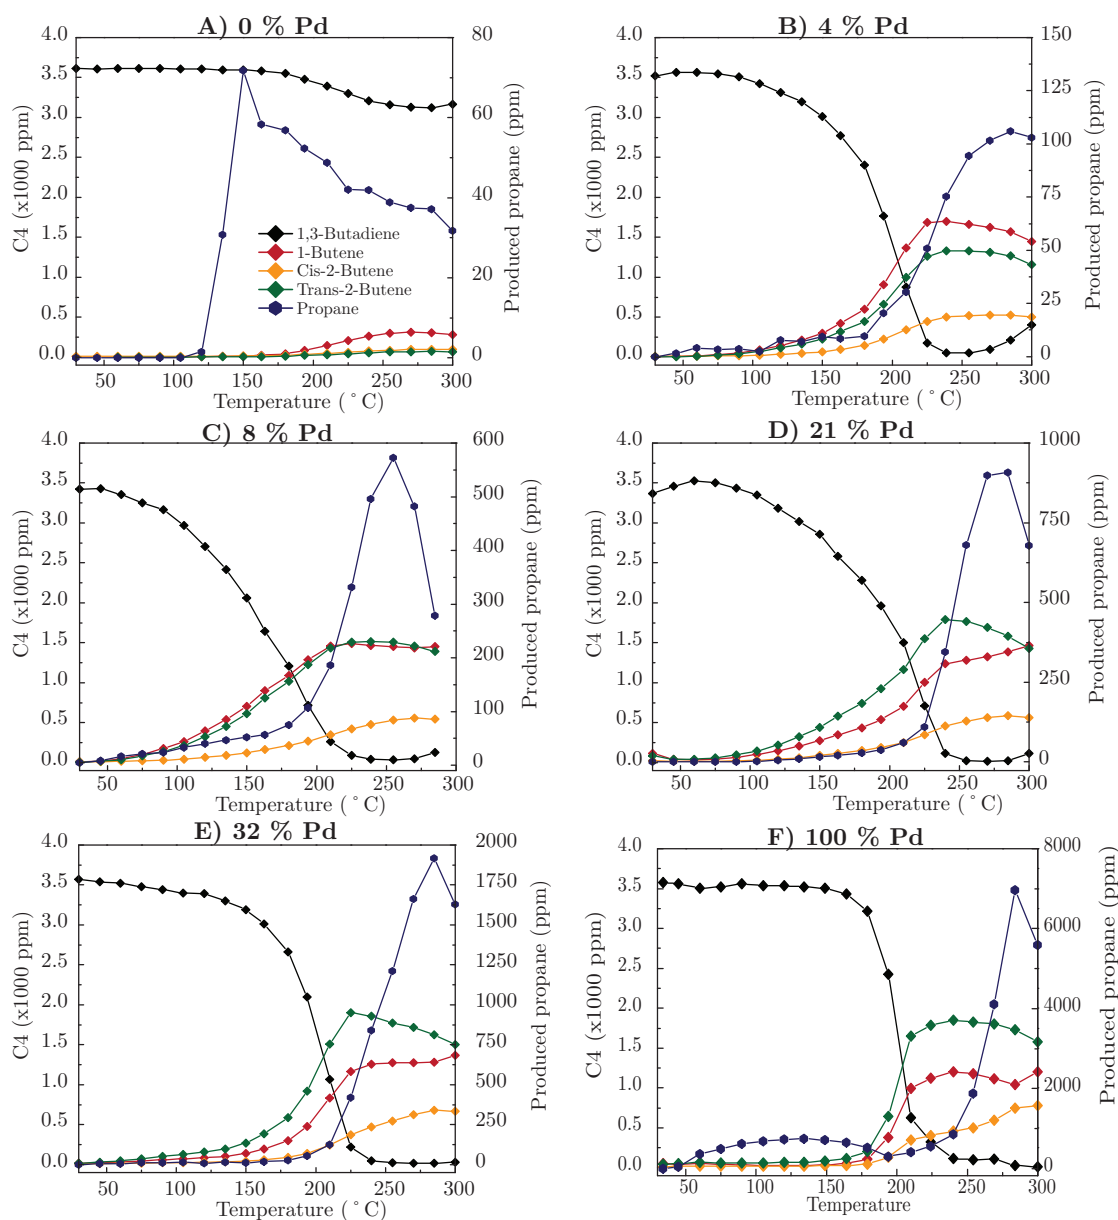 A) 0 % Pd
4.0
3.5
3.0
2.5
2.0
1.5
1.0
0.5
0.0
C4 (x1000 ppm)
80
60
40
20
0
Produced propane (ppm)
1,3-Butadiene
1-Butene
Cis-2-Butene
Trans-2-Butene
Propane
50 100 150 200 250 300
Temperature (°C)
B) 4 % Pd
4.0
3.5
3.0
2.5
2.0
1.5
1.0
0.5
0.0
C4 (x1000 ppm)
150
125
100
75
50
25
0
Produced propane (ppm)
50 100 150 200 250 300
Temperature (°C)
C) 8 % Pd
4.0
3.5
3.0
2.5
2.0
1.5
1.0
0.5
0.0
C4 (x1000 ppm)
600
500
400
300
200
100
0
Produced propane (ppm)
50 100 150 200 250 300
Temperature (°C)
D) 21 % Pd
4.0
3.5
3.0
2.5
2.0
1.5
1.0
0.5
0.0
C4 (x1000 ppm)
1000
750
500
250
0
Produced propane (ppm)
50 100 150 200 250 300
Temperature (°C)
E) 32 % Pd
4.0
3.5
3.0
2.5
2.0
1.5
1.0
0.5
0.0
C4 (x1000 ppm)
2000
1750
1500
1250
1000
750
500
250
0
Produced propane (ppm)
50 100 150 200 250 300
Temperature (°C)
F) 100 % Pd
4.0
3.5
3.0
2.5
2.0
1.5
1.0
0.5
0.0
C4 (x1000 ppm)
8000
6000
4000
2000
0
Produced propane (ppm)
50 100 150 200 250 300
Temperature